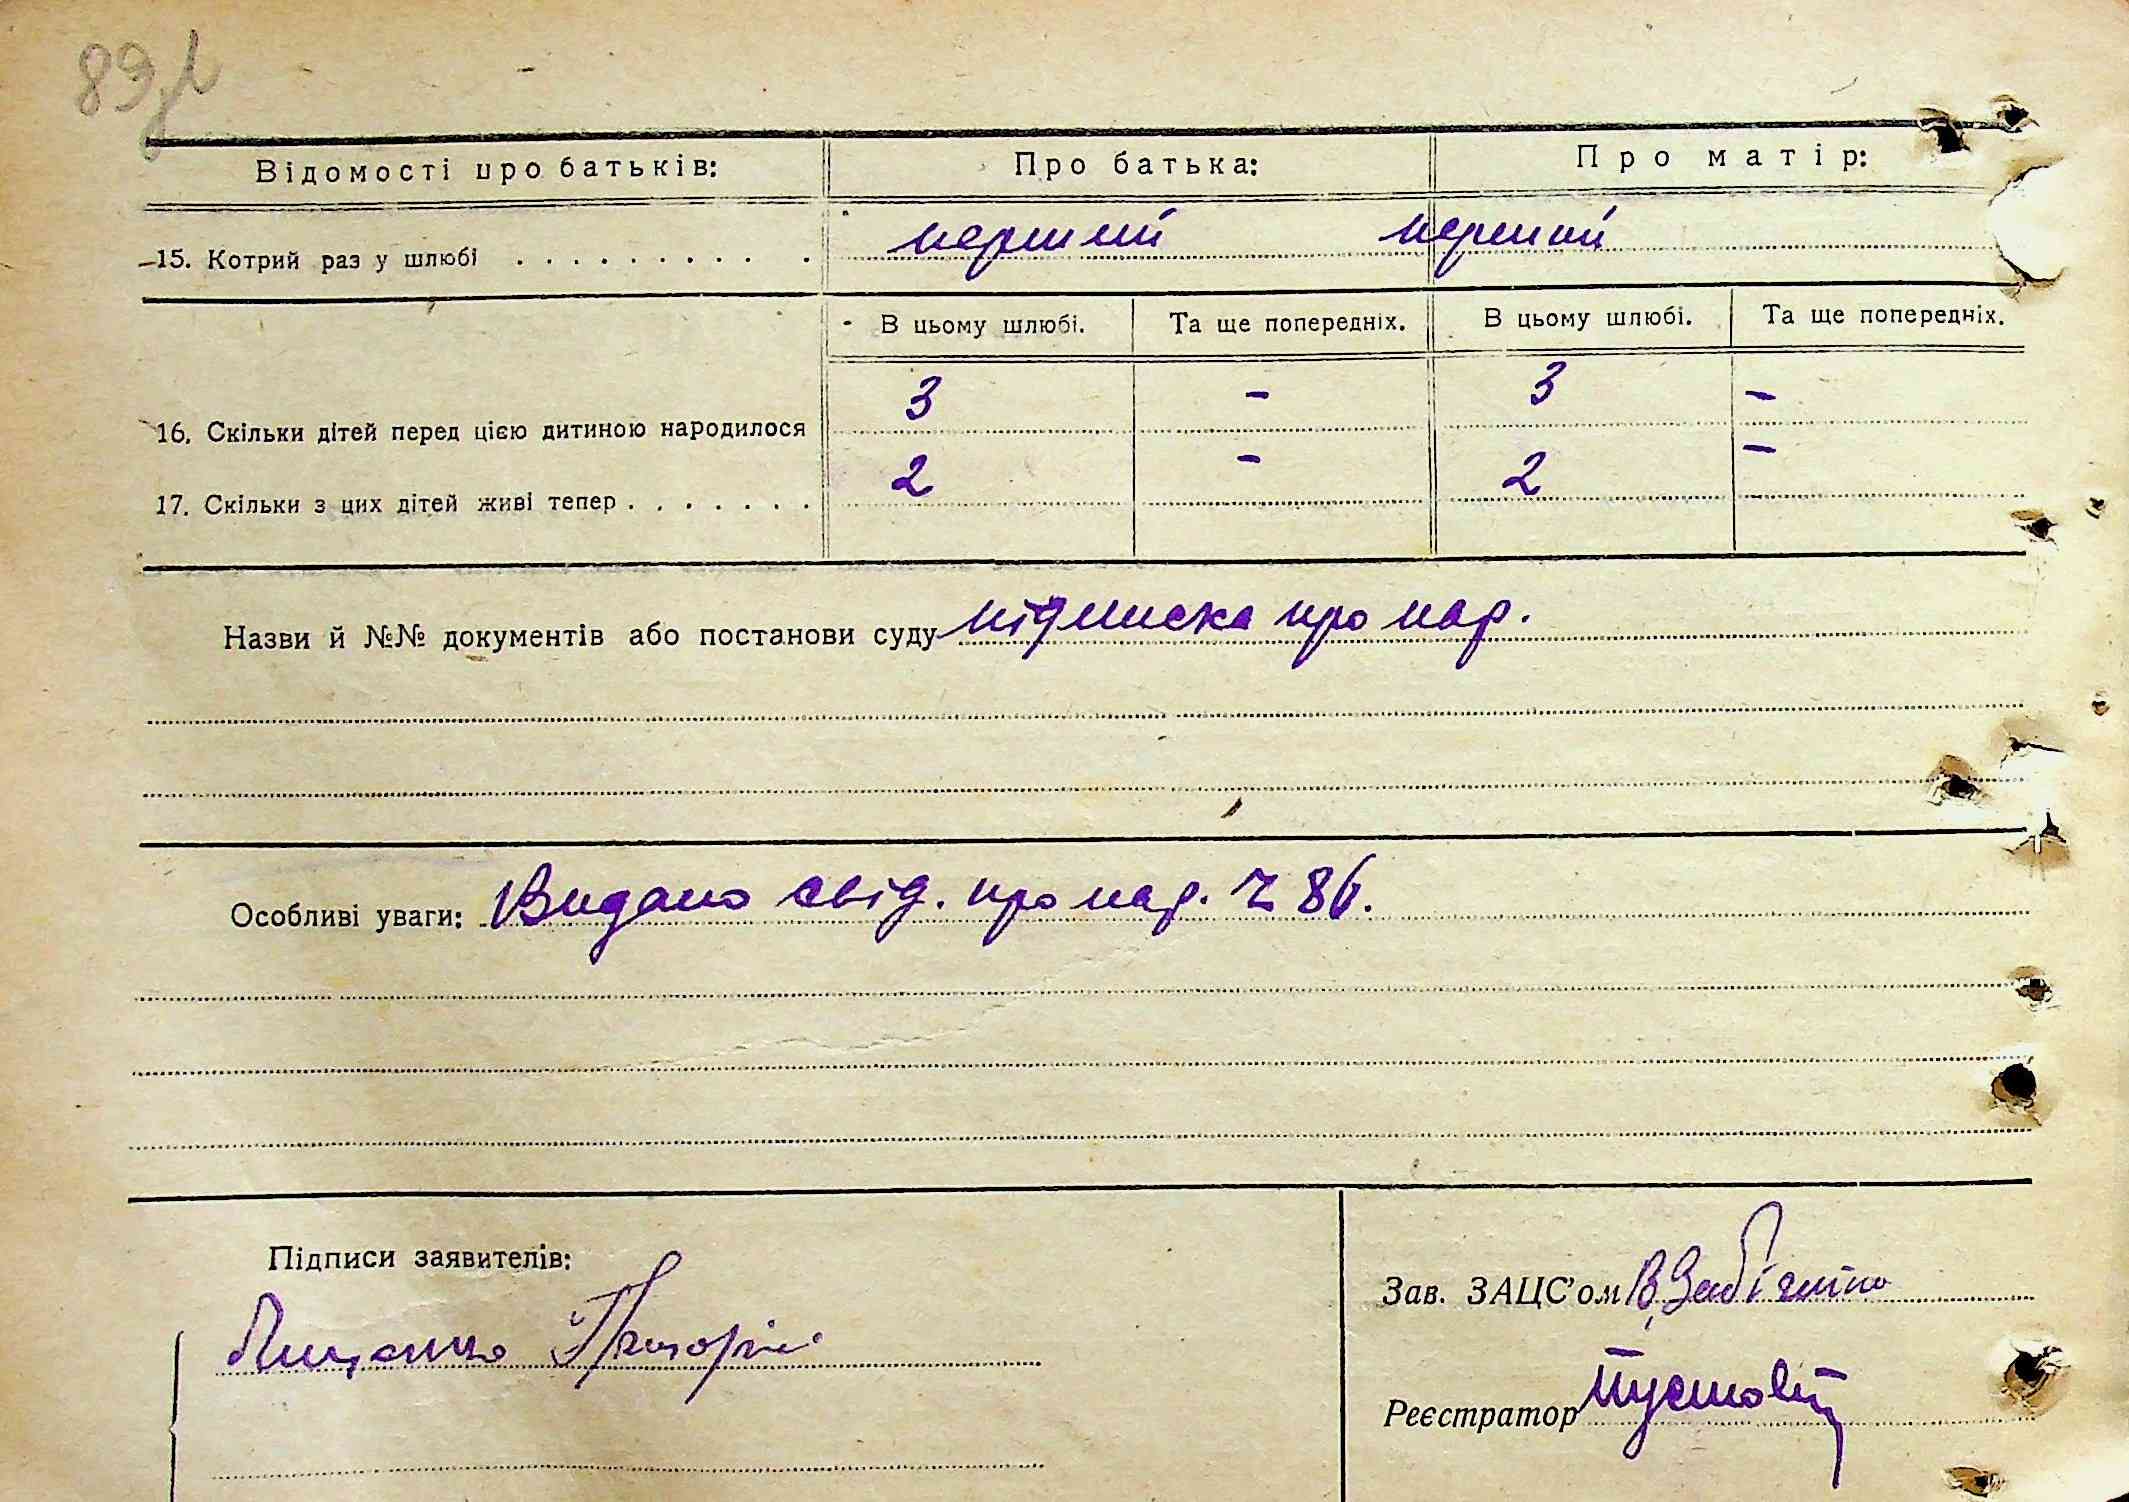 89
Відомості про батьків: Про батька: Про матір:
15. Котрий раз у шлюбі . . . . . . . . . . перший перший
В цьому шлюбі. Та ще попередніх. В цьому шлюбі. Та ще попередніх.
16. Скільки дітей перед цією дитиною народилося 3 - 3 -
17. Скільки з цих дітей живі тепер . . . . . . . 2 - 2 -
Назви й №№ документів або постанови суду підписка про нар.
Особливі уваги: Видано свід. про нар. Ч 86.
Підписи заявителів:
Зав. ЗАЦС'ом В.
Пищенко Григорій
Реєстратор